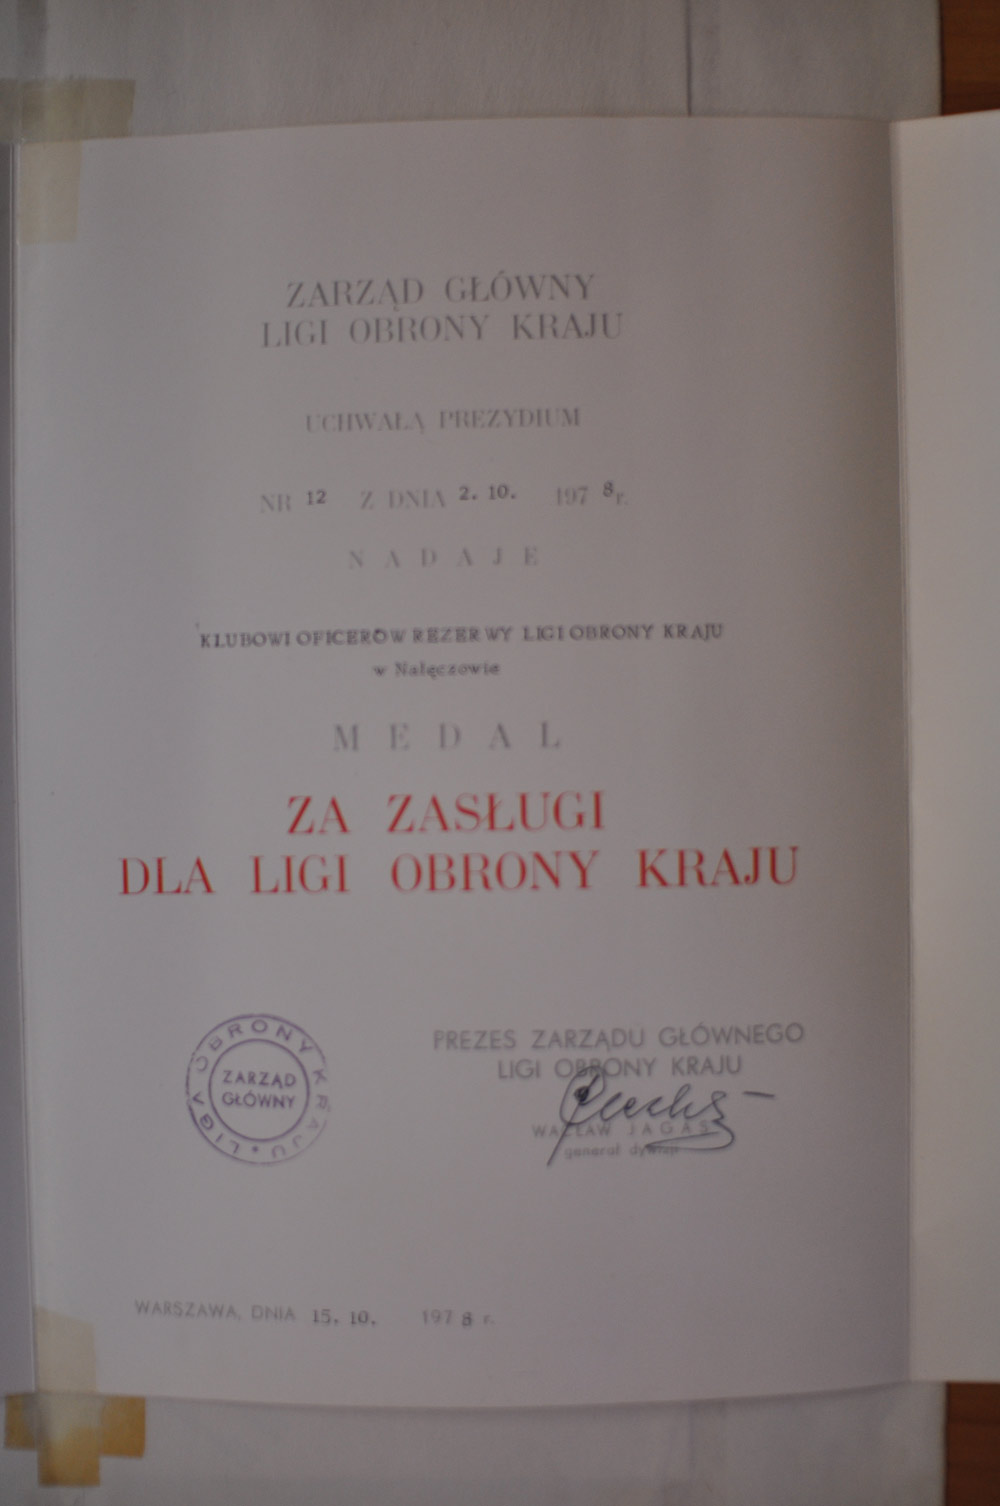 ZARZĄD GŁÓWNY
LIGI OBRONY KRAJU
UCHWAŁĄ PREZYDIUM
NR 12 Z DNIA 2. 10. 1978 r.
NADAJE
KLUBOWI OFICERÓW REZERWY LIGI OBRONY KRAJU
w Nałęczowie
MEDAL
ZA ZASŁUGI
DLA LIGI OBRONY KRAJU
LIGA OBRONY KRAJU
ZARZĄD
GŁÓWNY
PREZES ZARZĄDU GŁÓWNEGO
LIGI OBRONY KRAJU
WACŁAW JAGAS
generał dywizji
WARSZAWA, DNIA 15. 10. 1978 r.